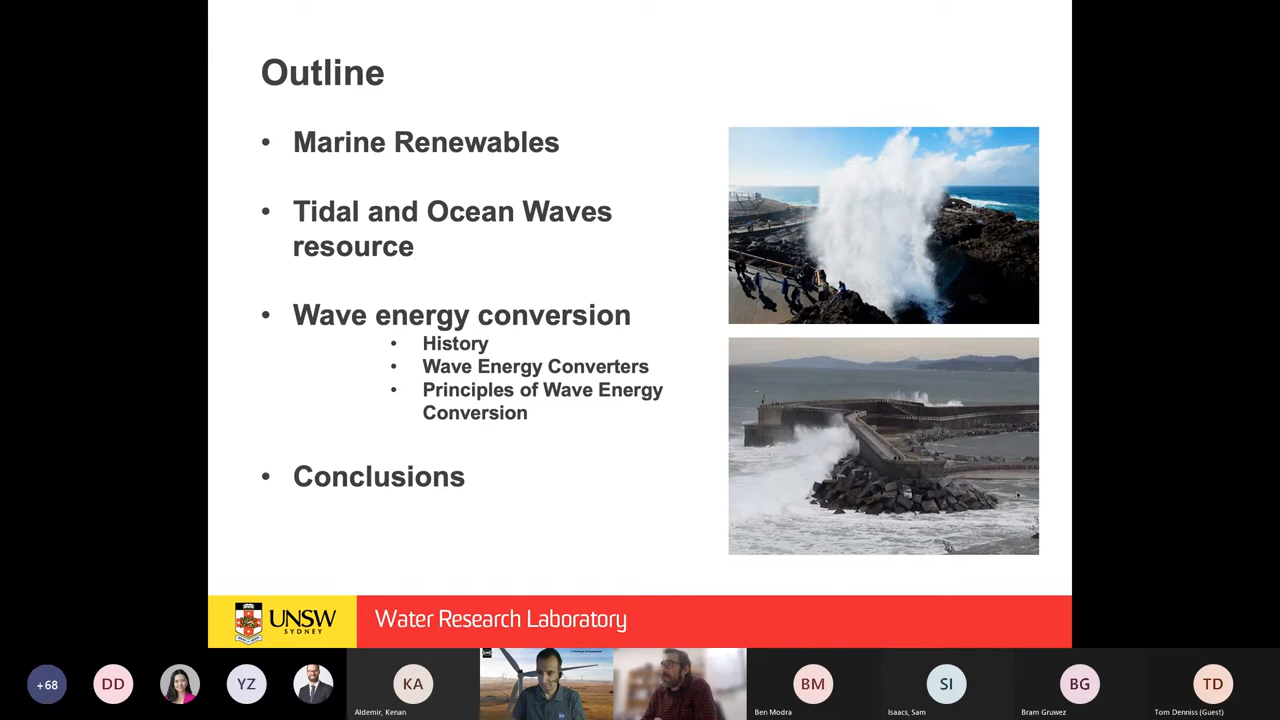 Outline
• Marine Renewables
• Tidal and Ocean Waves
resource
• Wave energy conversion
• History
• Wave Energy Converters
• Principles of Wave Energy
Conversion
• Conclusions
UNSW
SYDNEY
Water Research Laboratory
+68
DD
YZ
KA
Aldemir, Kenan
BM
Ben Modra
SI
Isaacs, Sam
BG
Bram Gruwez
TD
Tom Denniss (Guest)